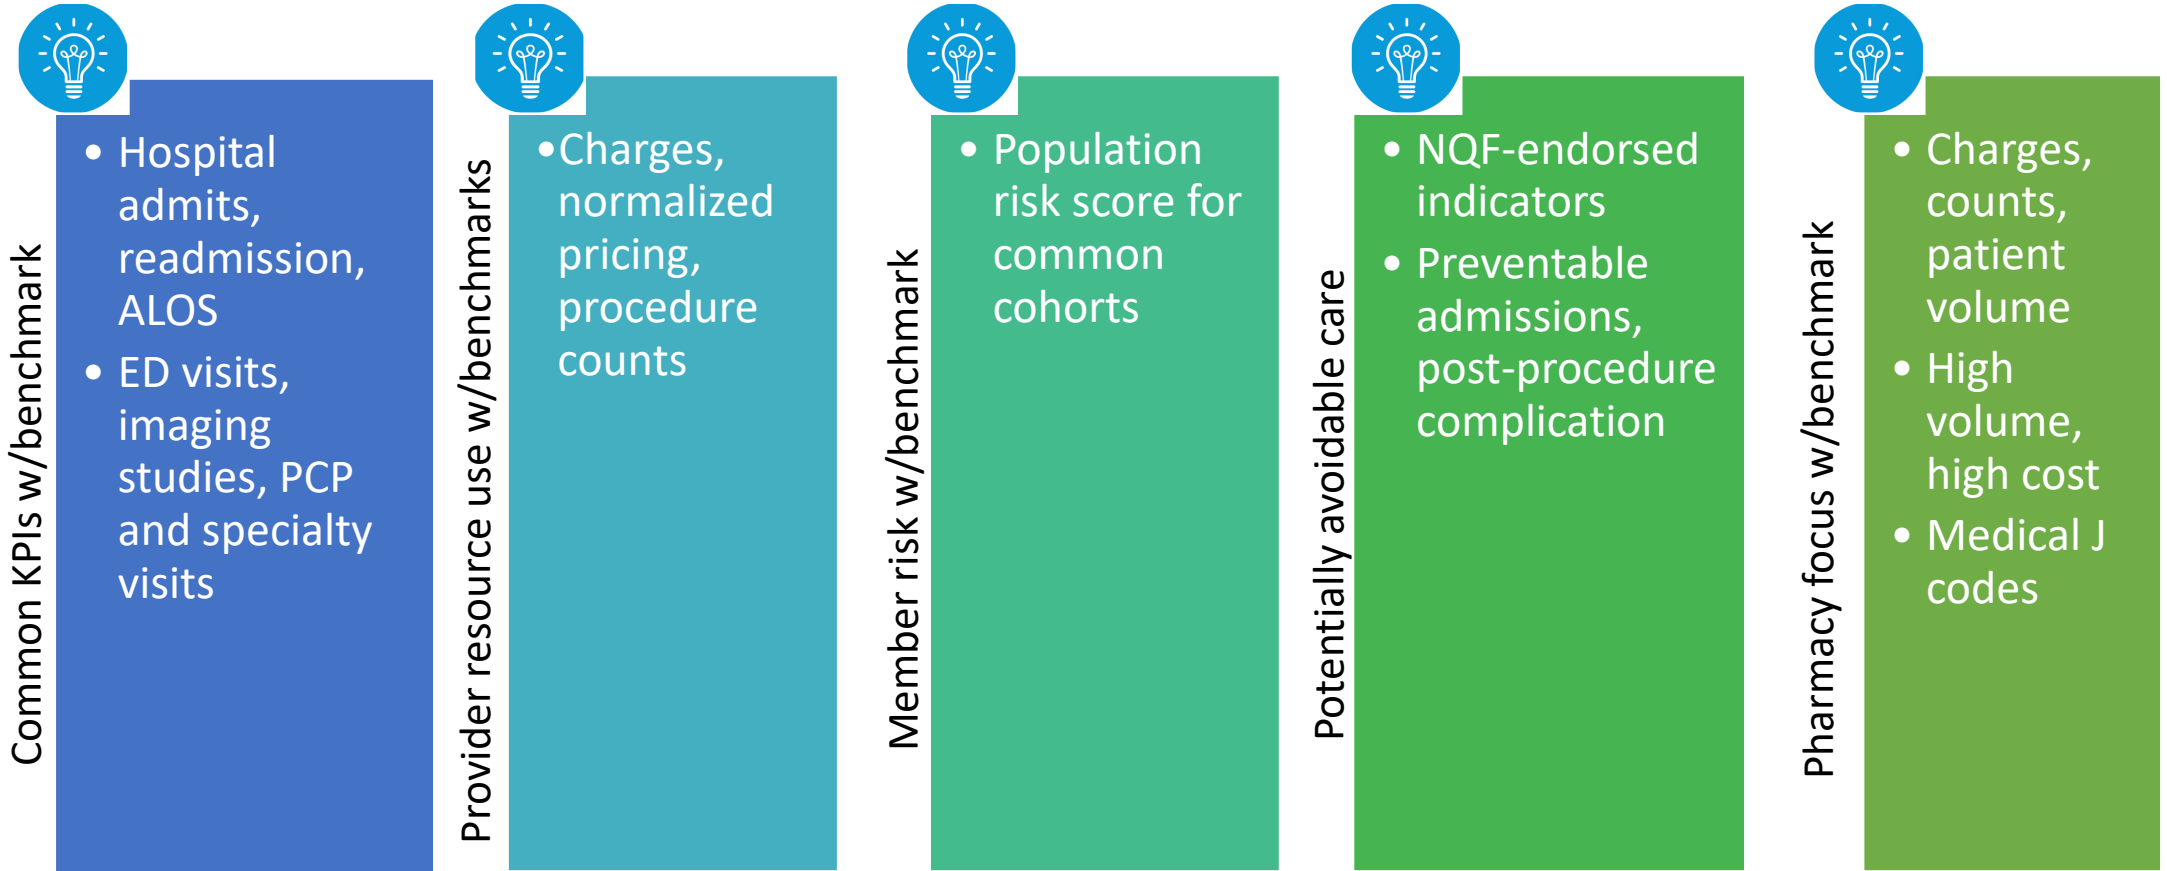 Common KPIs w/benchmark
• Hospital
admits,
readmission,
ALOS
• ED visits,
imaging
studies, PCP
and specialty
visits
Provider resource use w/benchmarks
•Charges,
normalized
pricing,
procedure
counts
Member risk w/benchmark
• Population
risk score for
common
cohorts
Potentially avoidable care
• NQF-endorsed
indicators
• Preventable
admissions,
post-procedure
complication
Pharmacy focus w/benchmark
• Charges,
counts,
patient
volume
• High
volume,
high cost
• Medical J
codes